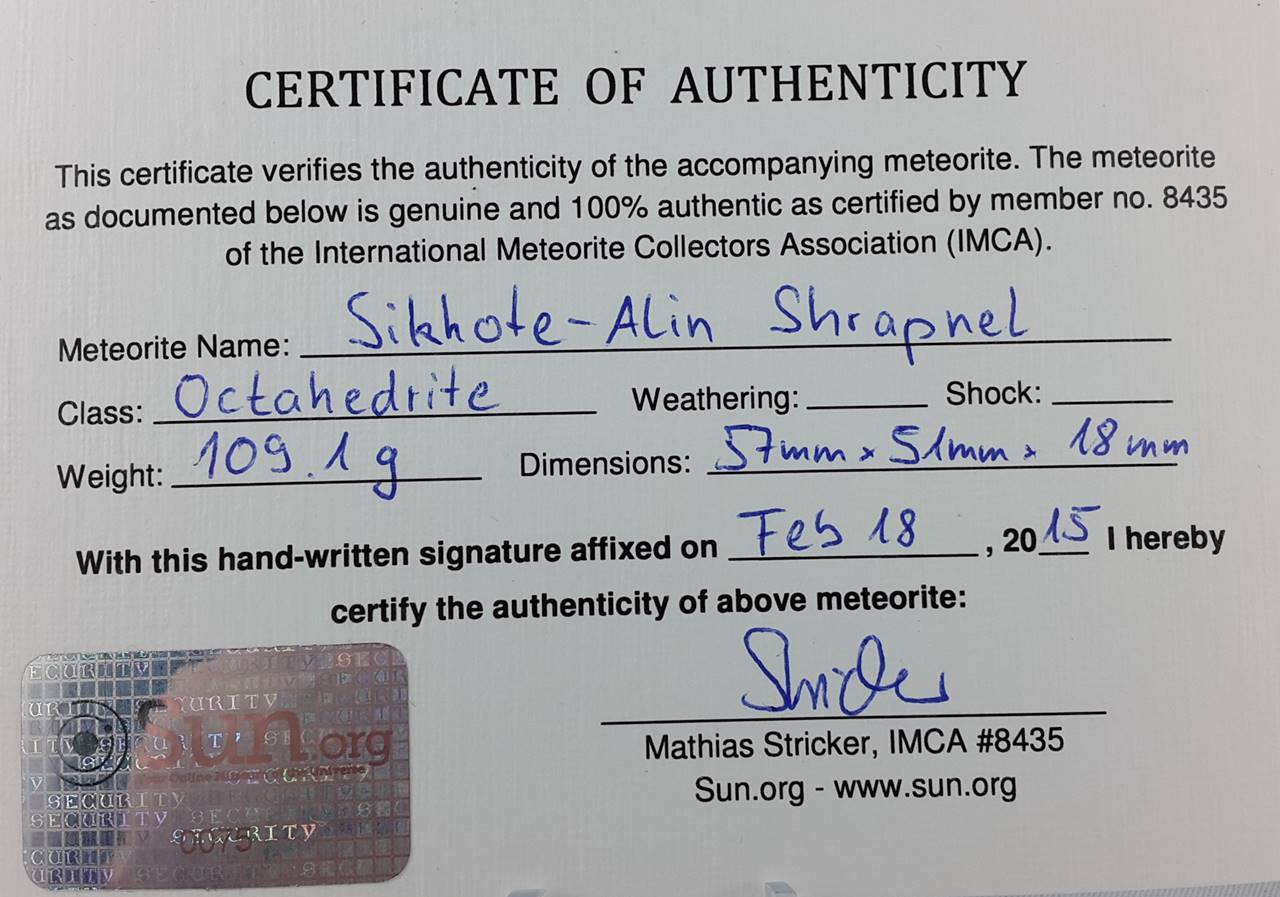 CERTIFICATE OF AUTHENTICITY
This certificate verifies the authenticity of the accompanying meteorite. The meteorite
as documented below is genuine and 100% authentic as certified by member no. 8435
of the International Meteorite Collectors Association (IMCA).
Meteorite Name: Sikhote-Alin Shrapnel
Class: Octahedrite Weathering: Shock:
Weight: 109.1 g Dimensions: 57mm x 51mm x 18mm
With this hand-written signature affixed on Feb 18, 2015 I hereby
certify the authenticity of above meteorite:
Mathias Stricker, IMCA #8435
Sun.org - www.sun.org
SECURITY
Sun.org
SECURITY
SECURITY
SECURITY
0075